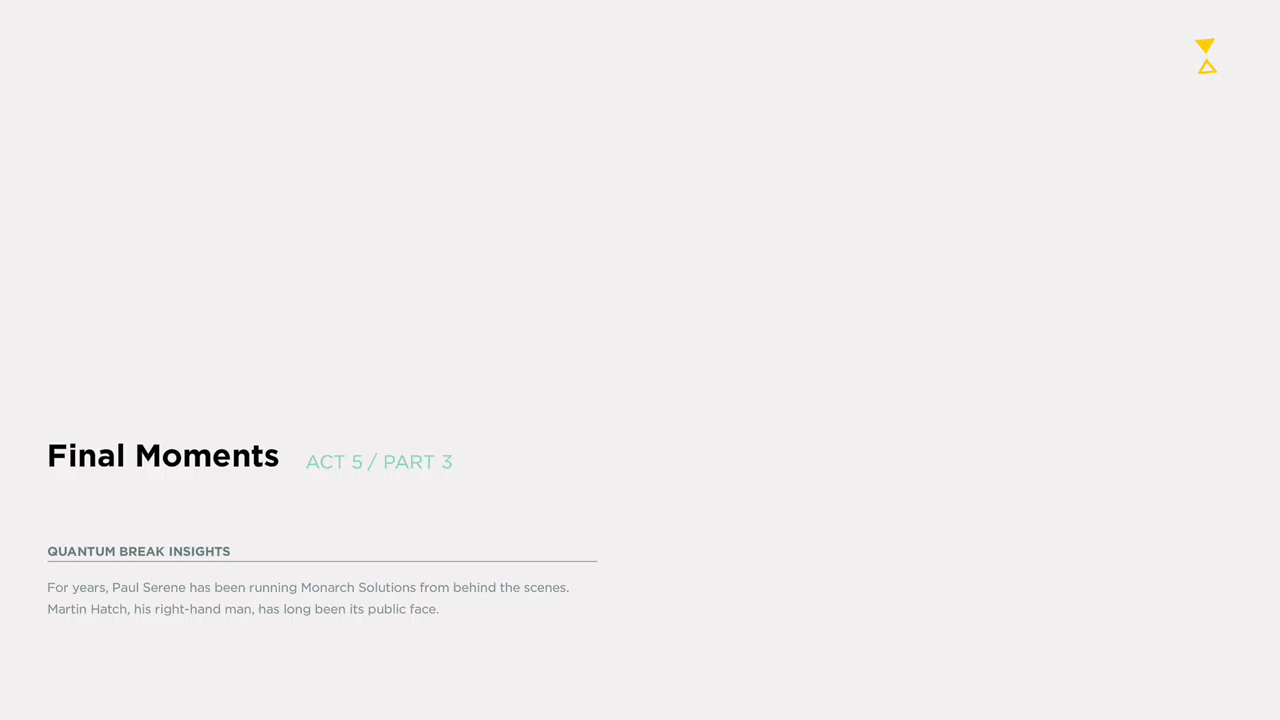 Final Moments ACT 5 / PART 3
QUANTUM BREAK INSIGHTS
For years, Paul Serene has been running Monarch Solutions from behind the scenes.
Martin Hatch, his right-hand man, has long been its public face.